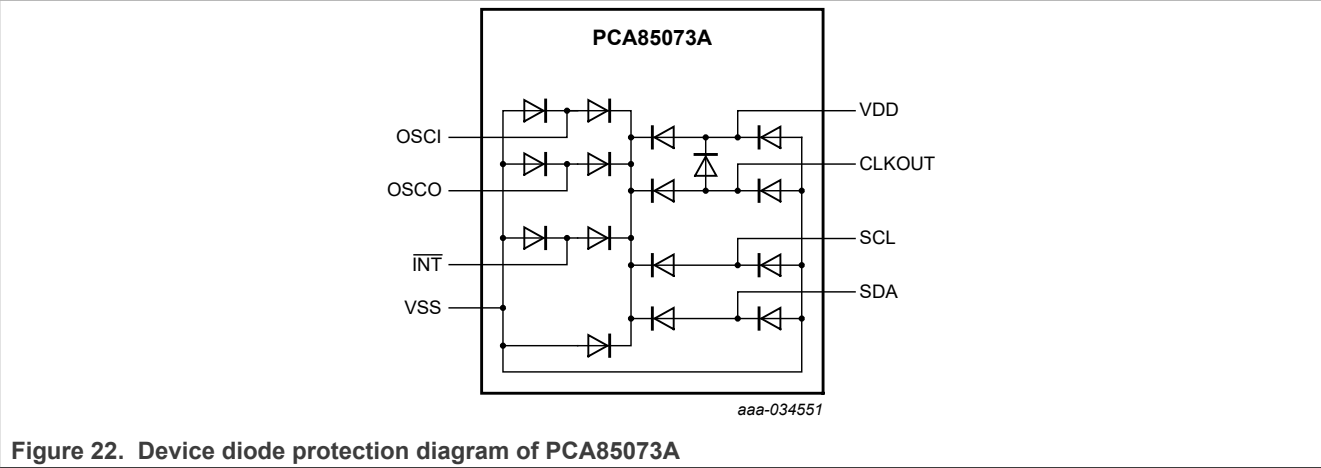 PCA85073A
OSCI
OSCO
INT
VSS
VDD
CLKOUT
SCL
SDA
aaa-034551
Figure 22. Device diode protection diagram of PCA85073A